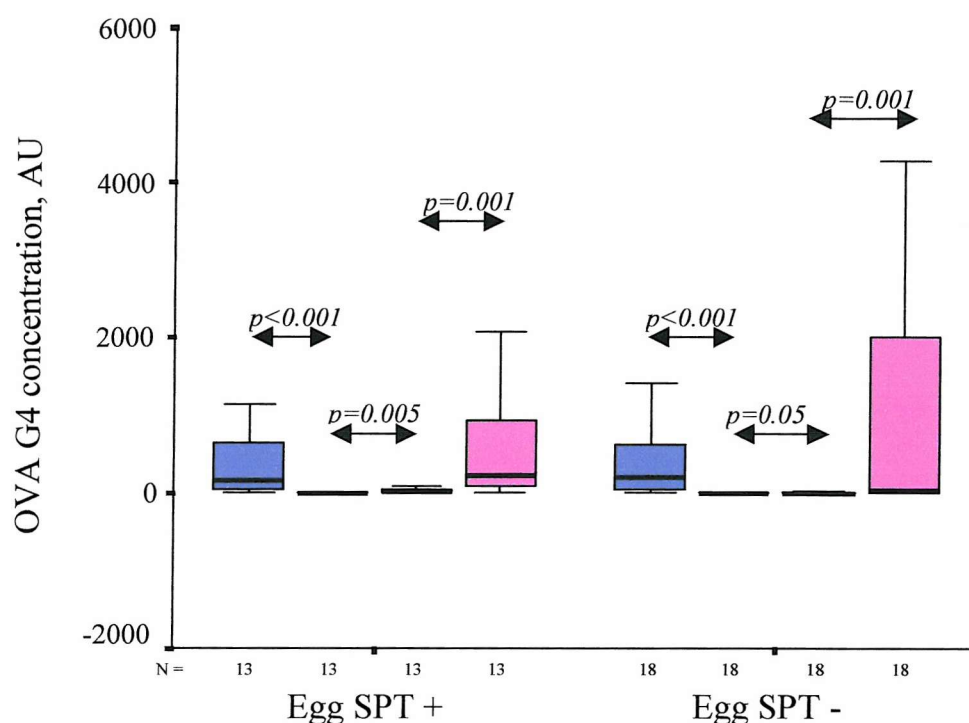 6000
p=0.001
4000
p=0.001
p<0.001
p<0.001
2000
p=0.005
p=0.05
0
-2000
OVA G4 concentration, AU
N = 13 13 13 13 18 18 18 18
Egg SPT + Egg SPT -